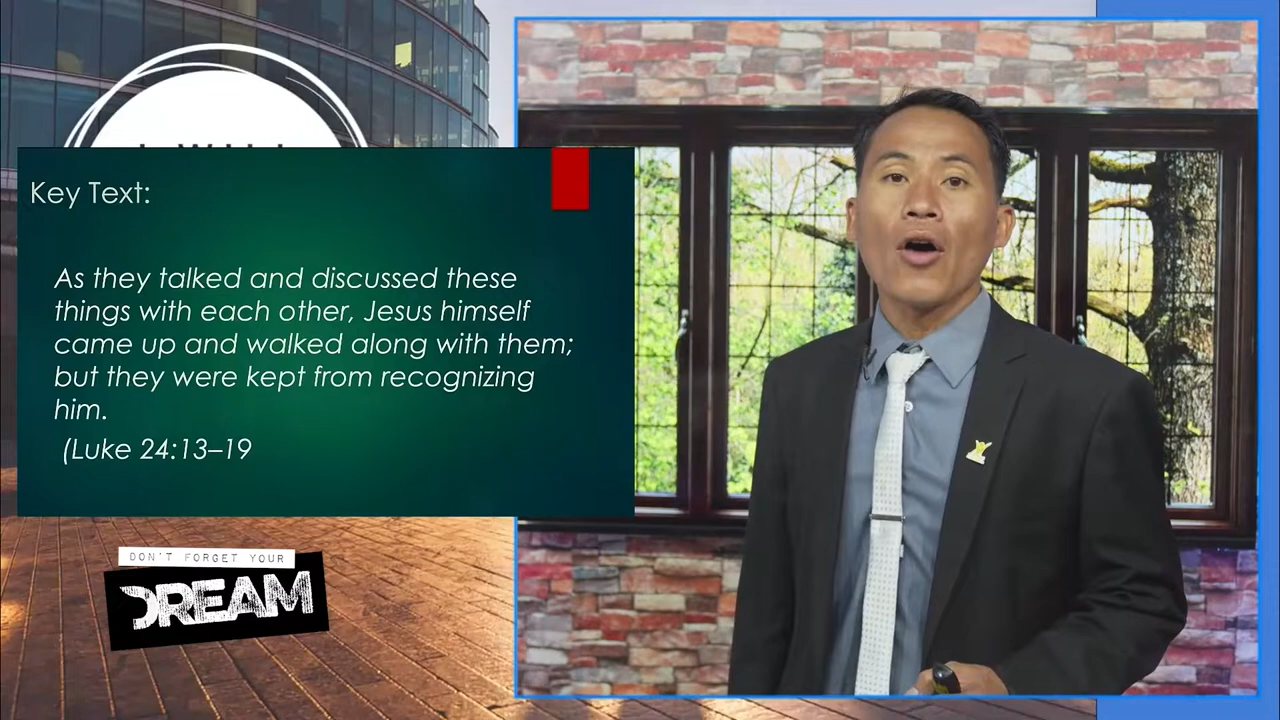 Key Text:
As they talked and discussed these
things with each other, Jesus himself
came up and walked along with them;
but they were kept from recognizing
him.
(Luke 24:13–19
DON'T FORGET YOUR
DREAM